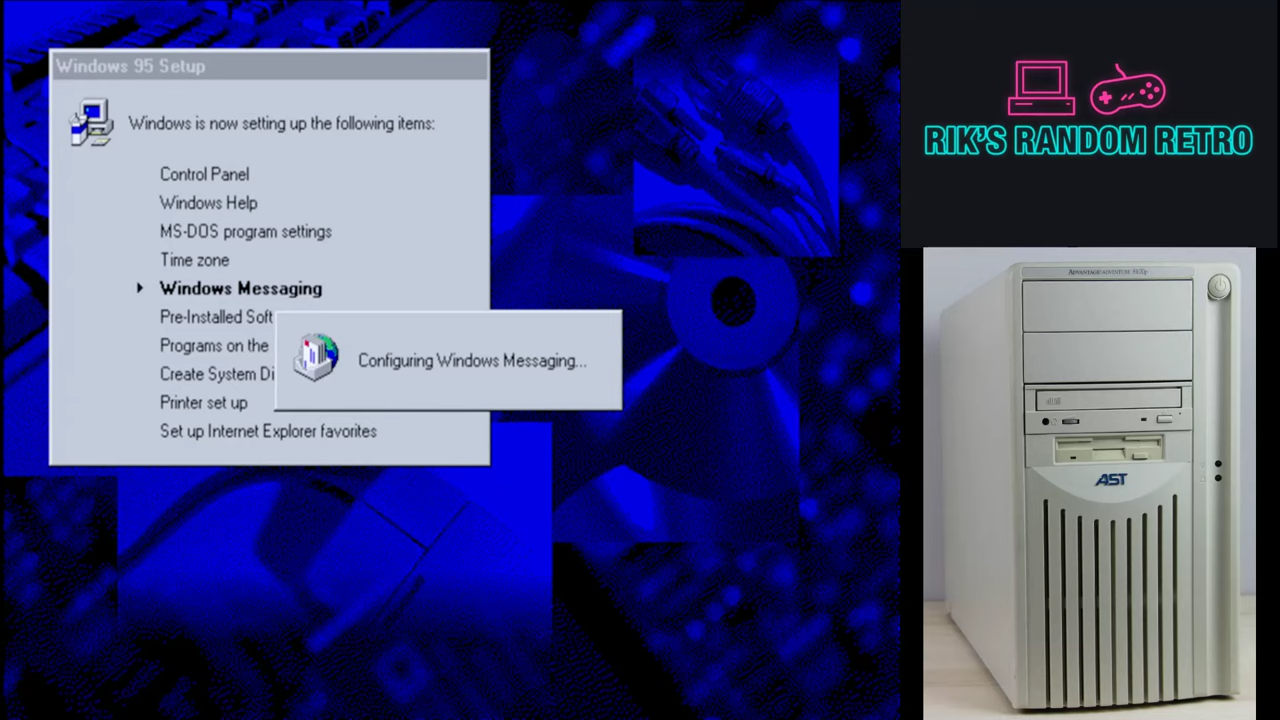 Windows 95 Setup
Windows is now setting up the following items:
Control Panel
Windows Help
MS-DOS program settings
Time zone
Windows Messaging
Pre-Installed Soft
Programs on the
Create System Di
Printer set up
Set up Internet Explorer favorites
Configuring Windows Messaging...
RIK'S RANDOM RETRO
ADVANTAGE! ADVENTURE
AST